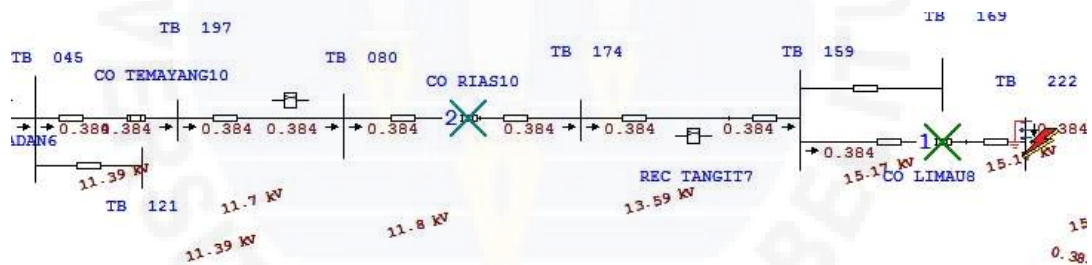 TB 169
TB 197
TB 045
TB 080
TB 174
TB 159
TB 222
CO TEMAYANG10
CO RIAS10
2
0.384
0.384
0.384
0.384
0.384
0.384
0.384
0.384
0.384
ADAN6
1
0.384
REC TANGIT7
CO LIMAU8
11.39 kV
15.17 kV
13.59 kV
TB 121
11.7 kV
11.8 kV
11.39 kV